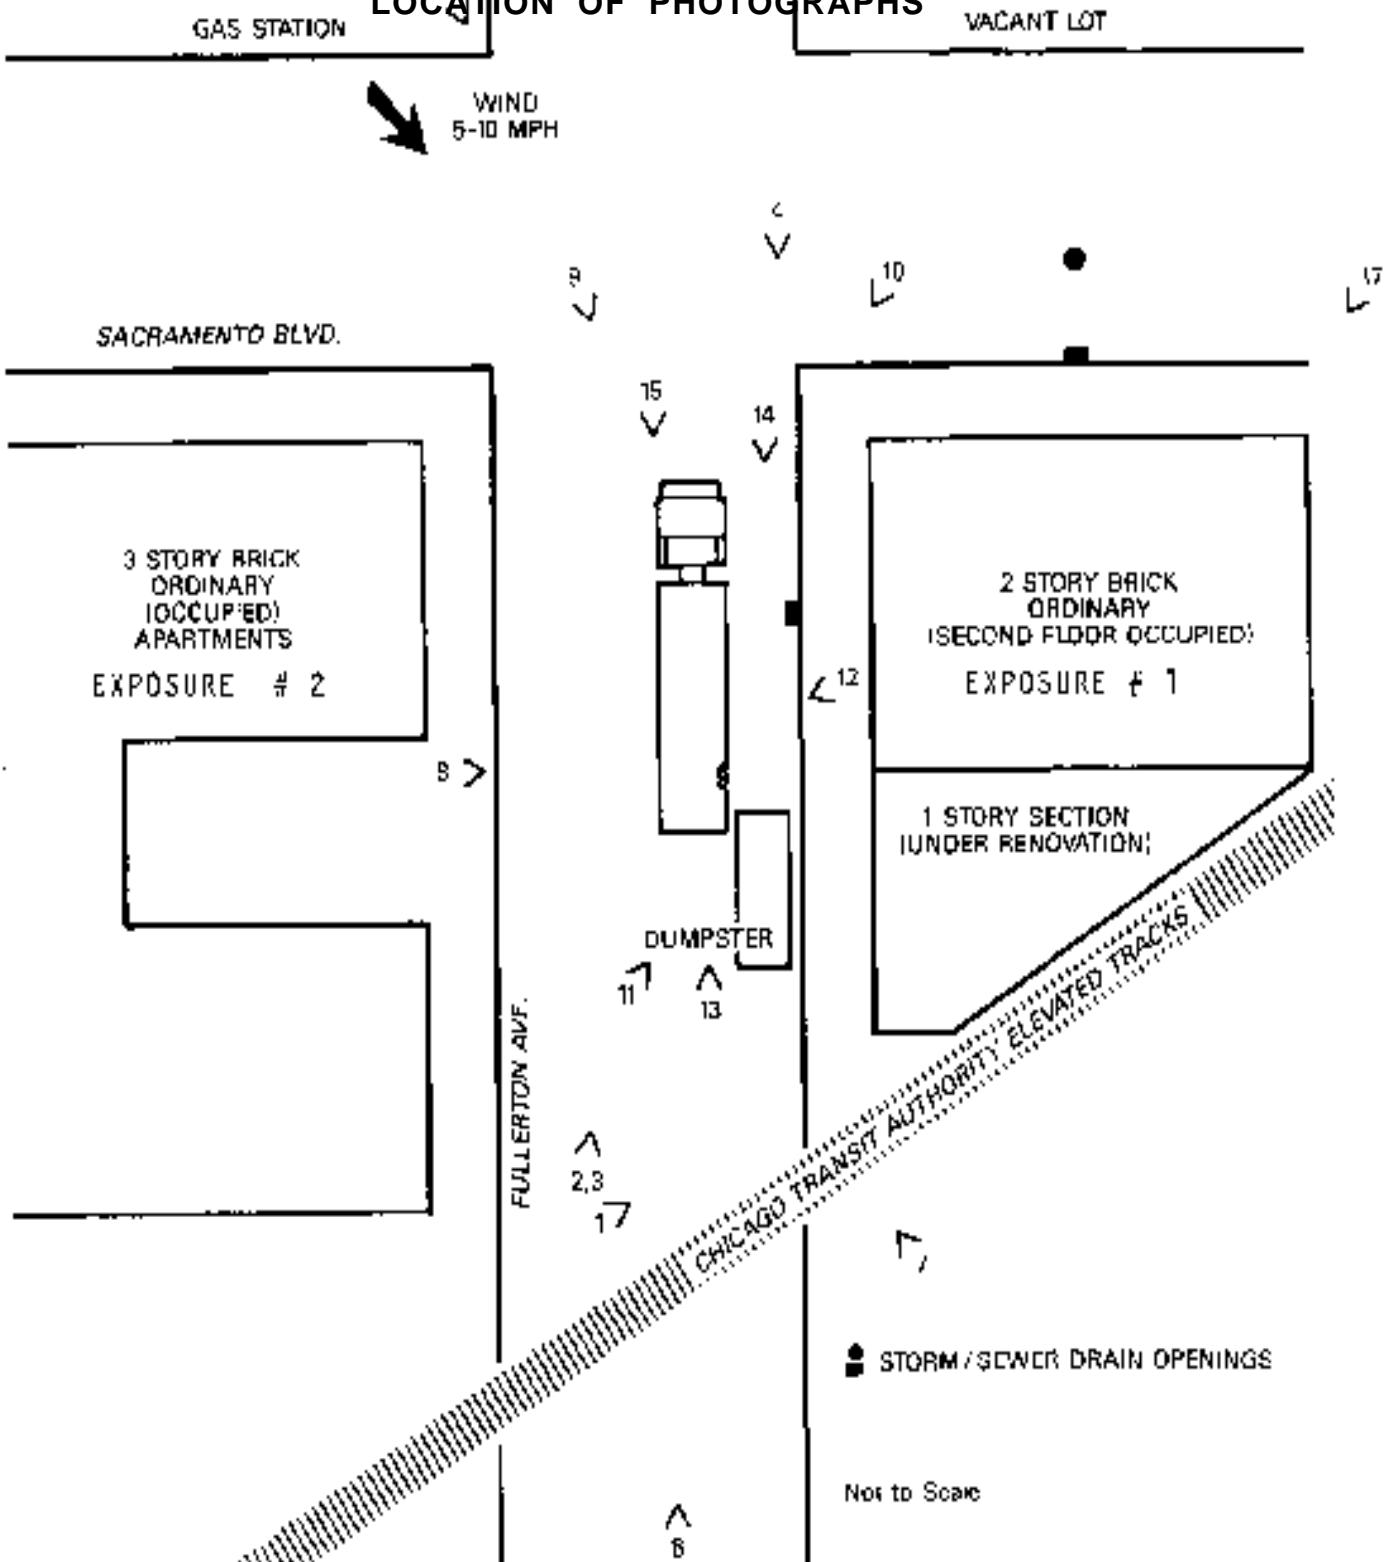 LOCATION OF PHOTOGRAPHS
GAS STATION
VACANT LOT
WIND
5-10 MPH
9
10
17
SACRAMENTO BLVD.
15
14
3 STORY BRICK
ORDINARY
(OCCUPIED)
APARTMENTS
EXPOSURE # 2
2 STORY BRICK
ORDINARY
(SECOND FLOOR OCCUPIED)
EXPOSURE # 1
12
8
1 STORY SECTION
(UNDER RENOVATION)
DUMPSTER
11
13
FULLERTON AVE.
CHICAGO TRANSIT AUTHORITY ELEVATED TRACKS
2,3
1
7
STORM/SEWER DRAIN OPENINGS
Not to Scale